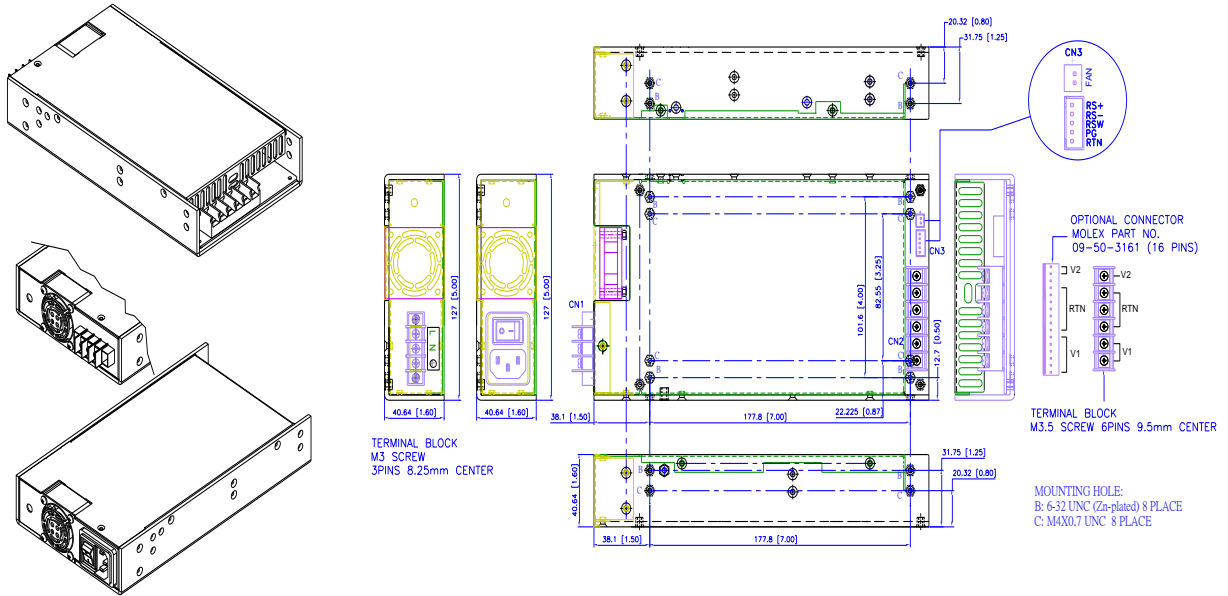 20.32 [0.80]
31.75 [1.25]
C
B
C
B
CN3
FAN
RS+
RS-
RSW
PG
RTN
127 [5.00]
L N
40.64 [1.60]
127 [5.00]
40.64 [1.60]
TERMINAL BLOCK
M3 SCREW
3PINS 8.25mm CENTER
CN1
B
C
B
C
CN3
101.6 [4.00]
82.55 [3.25]
12.7 [0.50]
CN2
C
B
C
B
38.1 [1.50]
177.8 [7.00]
22.225 [0.87]
OPTIONAL CONNECTOR
MOLEX PART NO.
09-50-3161 (16 PINS)
V2
RTN
V1
V2
RTN
V1
TERMINAL BLOCK
M3.5 SCREW 6PINS 9.5mm CENTER
40.64 [1.60]
B
C
B
C
31.75 [1.25]
20.32 [0.80]
38.1 [1.50]
177.8 [7.00]
MOUNTING HOLE:
B: 6-32 UNC (Zn-plated) 8 PLACE
C: M4X0.7 UNC 8 PLACE